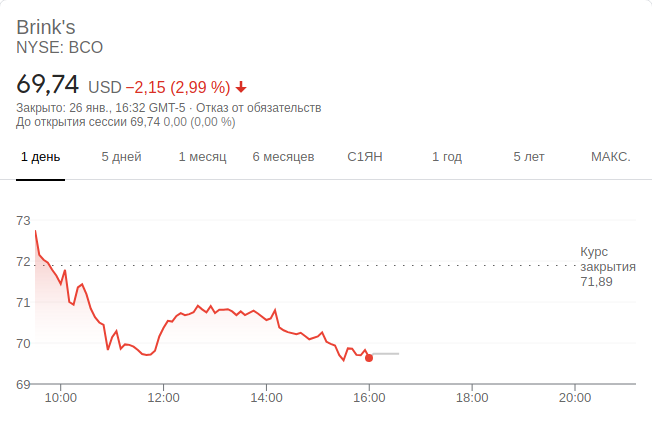 Brink's
NYSE: BCO
69,74 USD −2,15 (2,99 %)
Закрыто: 26 янв., 16:32 GMT-5 · Отказ от обязательств
До открытия сессии 69,74 0,00 (0,00 %)
1 день 5 дней 1 месяц 6 месяцев С1ЯН 1 год 5 лет МАКС.
73
72
71
70
69
Курс
закрытия
71,89
10:00 12:00 14:00 16:00 18:00 20:00